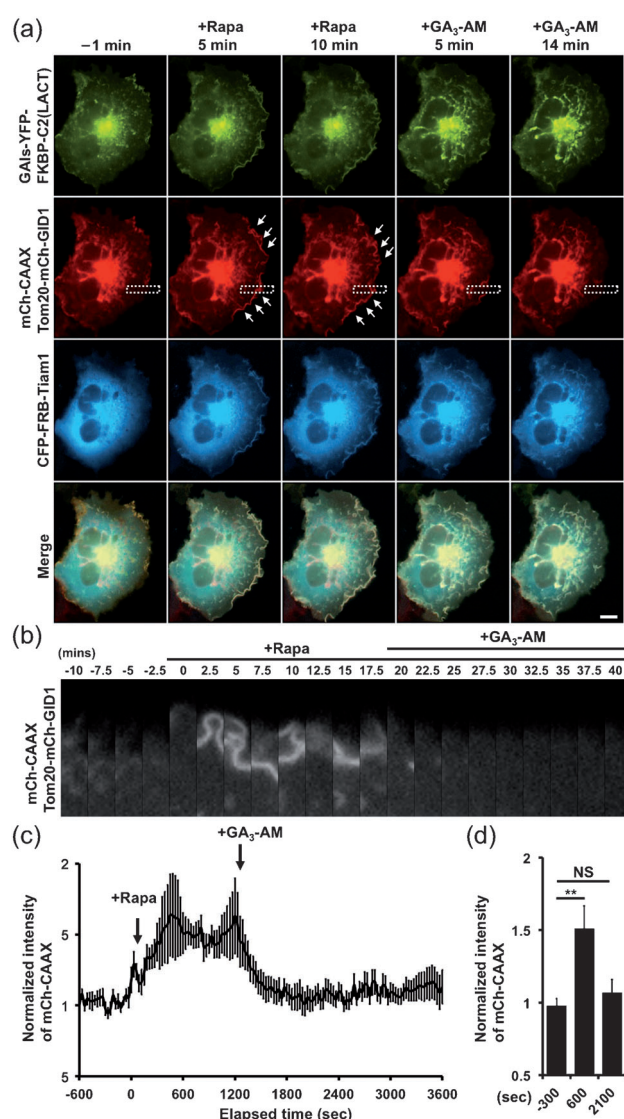 (a)
−1 min
+Rapa
5 min
+Rapa
10 min
+GA3-AM
5 min
+GA3-AM
14 min
GAIs-YFP-
FKBP-C2(LACT)
mCh-CAAX
Tom20-mCh-GID1
CFP-FRB-Tiam1
Merge
(b)
(mins)
+Rapa
+GA3-AM
-10 -7.5 -5 -2.5 0 2.5 5 7.5 10 12.5 15 17.5 20 22.5 25 27.5 30 32.5 35 37.5 40
mCh-CAAX
Tom20-mCh-GID1
(c)
+GA3-AM
+Rapa
Normalized intensity
of mCh-CAAX
2
5
1
5
-600 0 600 1200 1800 2400 3000 3600
Elapsed time (sec)
(d)
NS
**
Normalized intensity
of mCh-CAAX
2
1.5
1
0.5
-300 600 2100
(sec)